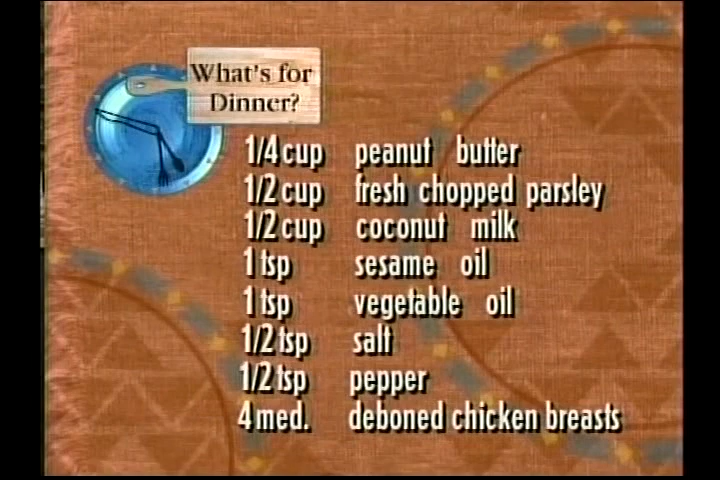 What's for
Dinner?
1/4 cup peanut butter
1/2 cup fresh chopped parsley
1/2 cup coconut milk
1 tsp sesame oil
1 tsp vegetable oil
1/2 tsp salt
1/2 tsp pepper
4 med. deboned chicken breasts